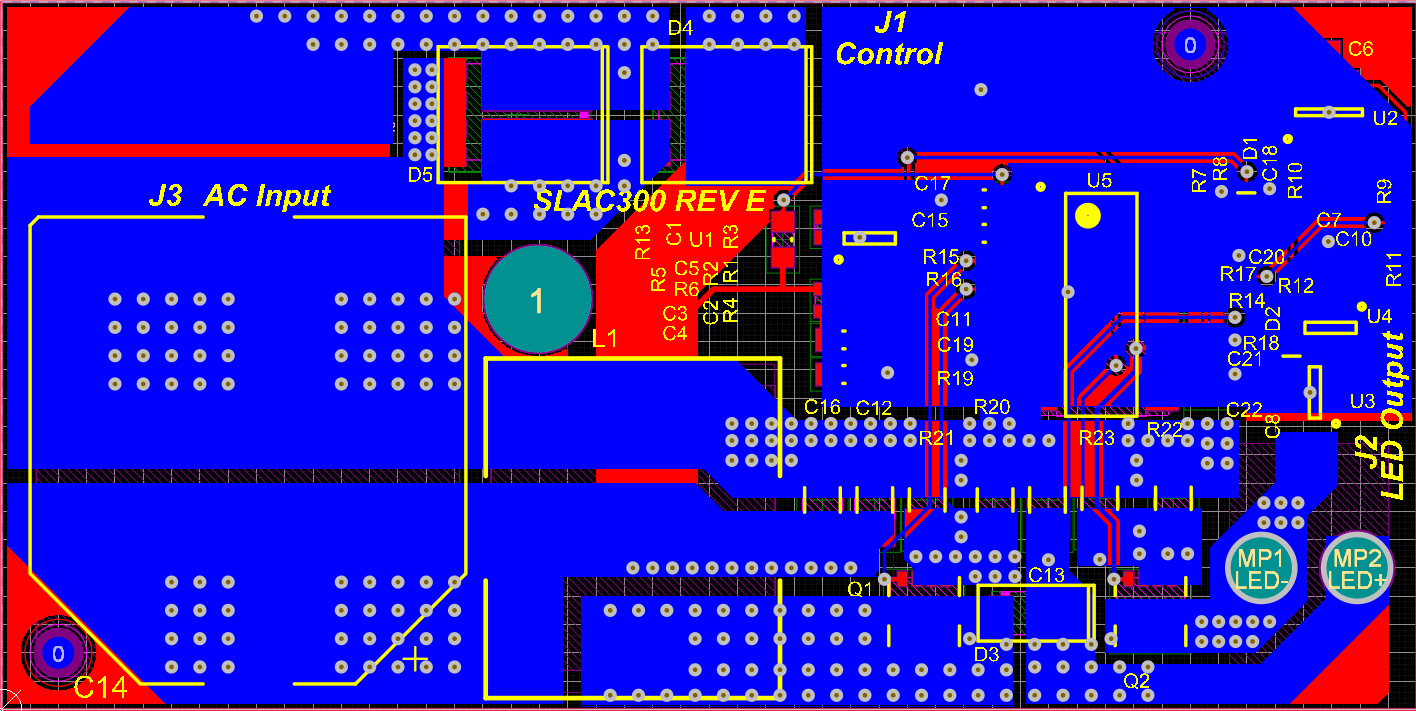 D4
J1
Control
0
C6
U2
D5
J3 AC Input
SLAC300 REV E
C17
C15
U5
D1
C18
R7
R8
R10
R9
C7
C10
R13
C1
U1
R3
C5
R2
R1
R5
R6
C3
C2
R4
C4
1
L1
R15
R16
C20
R17
R12
R11
R14
D2
U4
R18
C21
C11
C19
R19
C16
C12
R20
R21
R23
R22
C22
C8
U3
J2
LED Output
MP1
LED-
MP2
LED+
Q1
C13
D3
Q2
0
C14
+